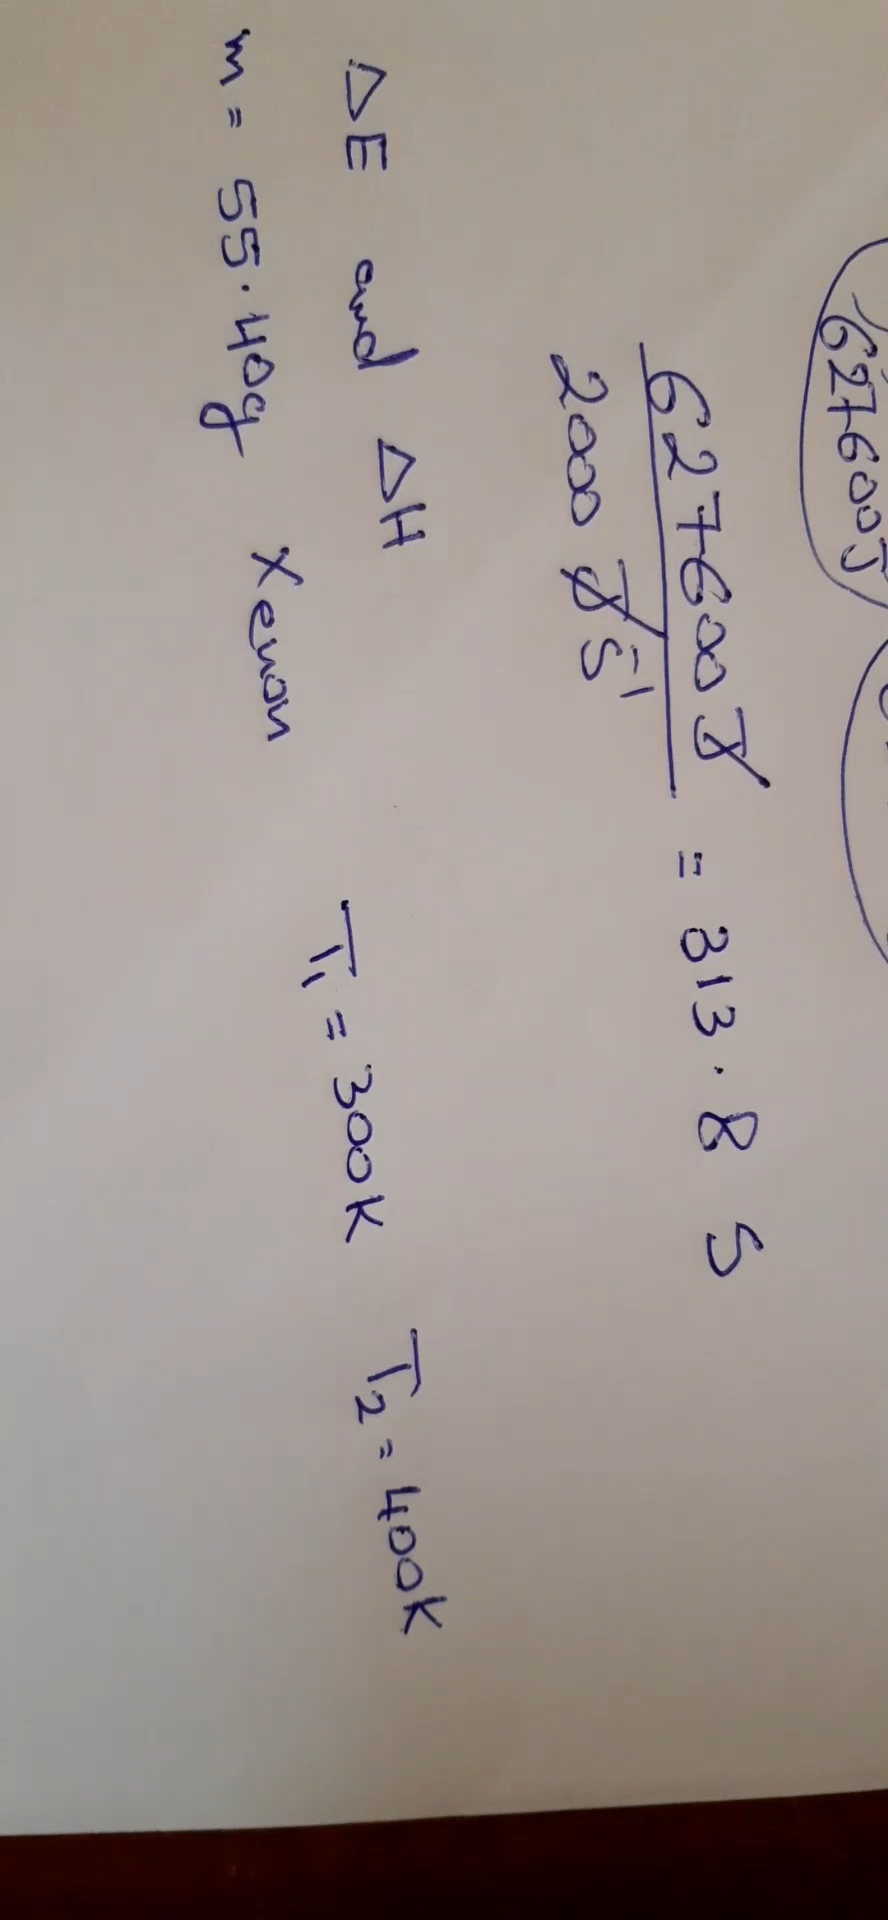 627600J
627600 J
2000 J S⁻¹ = 313.8 S
ΔE and ΔH T₁ = 300K T₂ = 400K
m = 55.40g Xenon